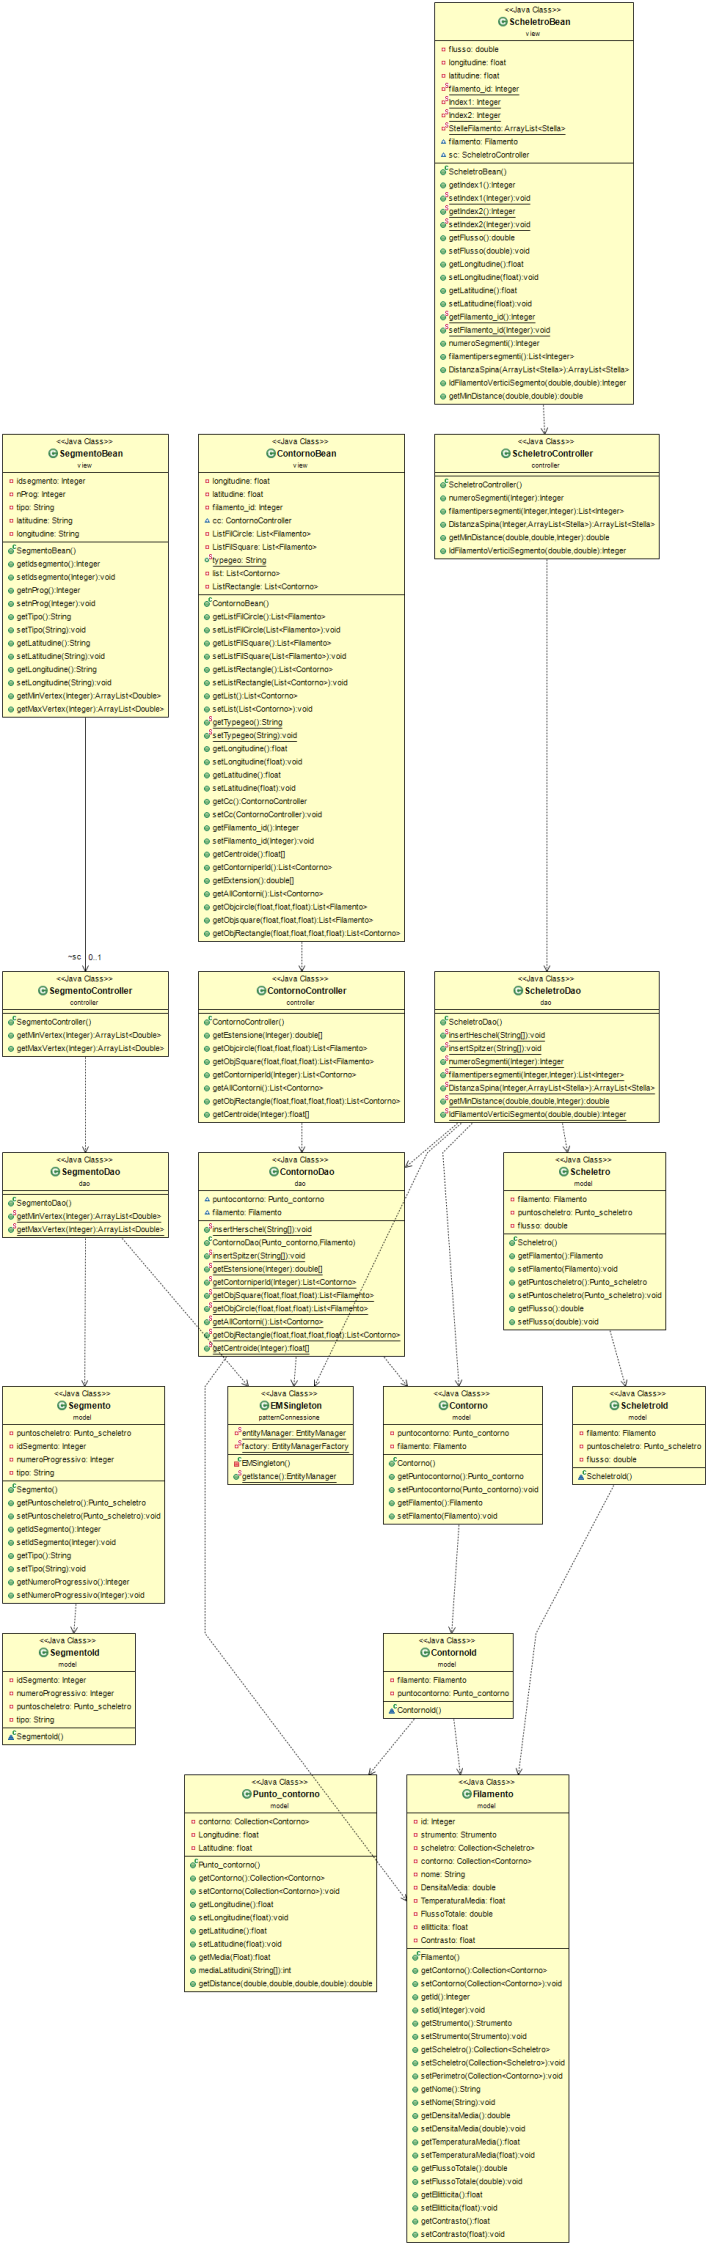 <<Java Class>>
ScheletroBean
view
flusso: double
longitudine: float
latitudine: float
filamento_id: Integer
Index1: Integer
Index2: Integer
StelleFilamento: ArrayList<Stella>
filamento: Filamento
sc: ScheletroController
ScheletroBean()
getIndex1():Integer
setIndex1(Integer):void
getIndex2():Integer
setIndex2(Integer):void
getFlusso():double
setFlusso(double):void
getLongitudine():float
setLongitudine(float):void
getLatitudine():float
setLatitudine(float):void
getFilamento_id():Integer
setFilamento_id(Integer):void
numeroSegmenti():Integer
filamentipersegmenti():List<Integer>
DistanzaSpina(ArrayList<Stella>):ArrayList<Stella>
IdFilamentoVerticiSegmento(double,double):Integer
getMinDistance(double,double):double
<<Java Class>>
SegmentoBean
view
idsegmento: Integer
nProg: Integer
tipo: String
latitudine: String
longitudine: String
SegmentoBean()
getIdsegmento():Integer
setIdsegmento(Integer):void
getnProg():Integer
setnProg(Integer):void
getTipo():String
setTipo(String):void
getLatitudine():String
setLatitudine(String):void
getLongitudine():String
setLongitudine(String):void
getMinVertex(Integer):ArrayList<Double>
getMaxVertex(Integer):ArrayList<Double>
<<Java Class>>
ContornoBean
view
longitudine: float
latitudine: float
filamento_id: Integer
cc: ContornoController
ListFilCircle: List<Filamento>
ListFilSquare: List<Filamento>
typegeo: String
list: List<Contorno>
ListRectangle: List<Contorno>
ContornoBean()
getListFilCircle():List<Filamento>
setListFilCircle(List<Filamento>):void
getListFilSquare():List<Filamento>
setListFilSquare(List<Filamento>):void
getListRectangle():List<Contorno>
setListRectangle(List<Contorno>):void
getList():List<Contorno>
setList(List<Contorno>):void
getTypegeo():String
setTypegeo(String):void
getLongitudine():float
setLongitudine(float):void
getLatitudine():float
setLatitudine(float):void
getCc():ContornoController
setCc(ContornoController):void
getFilamento_id():Integer
setFilamento_id(Integer):void
getCentroide():float[]
getContorniperId():List<Contorno>
getExtension():double[]
getAllContorni():List<Contorno>
getObjcircle(float,float,float):List<Filamento>
getObjsquare(float,float,float):List<Filamento>
getObjRectangle(float,float,float,float):List<Contorno>
<<Java Class>>
ScheletroController
controller
ScheletroController()
numeroSegmenti(Integer):Integer
filamentipersegmenti(Integer,Integer):List<Integer>
DistanzaSpina(Integer,ArrayList<Stella>):ArrayList<Stella>
getMinDistance(double,double,Integer):double
IdFilamentoVerticiSegmento(double,double):Integer
~sc 0..1
<<Java Class>>
SegmentoController
controller
SegmentoController()
getMinVertex(Integer):ArrayList<Double>
getMaxVertex(Integer):ArrayList<Double>
<<Java Class>>
ContornoController
controller
ContornoController()
getEstensione(Integer):double[]
getObjcircle(float,float,float):List<Filamento>
getObjSquare(float,float,float):List<Filamento>
getContorniperId(Integer):List<Contorno>
getAllContorni():List<Contorno>
getObjRectangle(float,float,float,float):List<Contorno>
getCentroide(Integer):float[]
<<Java Class>>
ScheletroDao
dao
ScheletroDao()
insertHeschel(String[]):void
insertSpitzer(String[]):void
numeroSegmenti(Integer):Integer
filamentipersegmenti(Integer,Integer):List<Integer>
DistanzaSpina(Integer,ArrayList<Stella>):ArrayList<Stella>
getMinDistance(double,double,Integer):double
IdFilamentoVerticiSegmento(double,double):Integer
<<Java Class>>
SegmentoDao
dao
SegmentoDao()
getMinVertex(Integer):ArrayList<Double>
getMaxVertex(Integer):ArrayList<Double>
<<Java Class>>
ContornoDao
dao
puntocontorno: Punto_contorno
filamento: Filamento
insertHerschel(String[]):void
ContornoDao(Punto_contorno,Filamento)
insertSpitzer(String[]):void
getEstensione(Integer):double[]
getContorniperId(Integer):List<Contorno>
getObjSquare(float,float,float):List<Filamento>
getObjCircle(float,float,float):List<Filamento>
getAllContorni():List<Contorno>
getObjRectangle(float,float,float,float):List<Contorno>
getCentroide(Integer):float[]
<<Java Class>>
Scheletro
model
filamento: Filamento
puntoscheletro: Punto_scheletro
flusso: double
Scheletro()
getFilamento():Filamento
setFilamento(Filamento):void
getPuntoscheletro():Punto_scheletro
setPuntoscheletro(Punto_scheletro):void
getFlusso():double
setFlusso(double):void
<<Java Class>>
Segmento
model
puntoscheletro: Punto_scheletro
idSegmento: Integer
numeroProgressivo: Integer
tipo: String
Segmento()
getPuntoscheletro():Punto_scheletro
setPuntoscheletro(Punto_scheletro):void
getIdSegmento():Integer
setIdSegmento(Integer):void
getTipo():String
setTipo(String):void
getNumeroProgressivo():Integer
setNumeroProgressivo(Integer):void
<<Java Class>>
EMSingleton
patternConnessione
entityManager: EntityManager
factory: EntityManagerFactory
EMSingleton()
getIstance():EntityManager
<<Java Class>>
Contorno
model
puntocontorno: Punto_contorno
filamento: Filamento
Contorno()
getPuntocontorno():Punto_contorno
setPuntocontorno(Punto_contorno):void
getFilamento():Filamento
setFilamento(Filamento):void
<<Java Class>>
ScheletroId
model
filamento: Filamento
puntoscheletro: Punto_scheletro
flusso: double
ScheletroId()
<<Java Class>>
SegmentoId
model
idSegmento: Integer
numeroProgressivo: Integer
puntoscheletro: Punto_scheletro
tipo: String
SegmentoId()
<<Java Class>>
ContornoId
model
filamento: Filamento
puntocontorno: Punto_contorno
ContornoId()
<<Java Class>>
Punto_contorno
model
contorno: Collection<Contorno>
Longitudine: float
Latitudine: float
Punto_contorno()
getContorno():Collection<Contorno>
setContorno(Collection<Contorno>):void
getLongitudine():float
setLongitudine(float):void
getLatitudine():float
setLatitudine(float):void
getMedia(Float):float
mediaLatitudini(String[]):int
getDistance(double,double,double,double):double
<<Java Class>>
Filamento
model
id: Integer
strumento: Strumento
scheletro: Collection<Scheletro>
contorno: Collection<Contorno>
nome: String
DensitaMedia: double
TemperaturaMedia: float
FlussoTotale: double
ellitticita: float
Contrasto: float
Filamento()
getContorno():Collection<Contorno>
setContorno(Collection<Contorno>):void
getId():Integer
setId(Integer):void
getStrumento():Strumento
setStrumento(Strumento):void
getScheletro():Collection<Scheletro>
setScheletro(Collection<Scheletro>):void
setPerimetro(Collection<Contorno>):void
getNome():String
setNome(String):void
getDensitaMedia():double
setDensitaMedia(double):void
getTemperaturaMedia():float
setTemperaturaMedia(float):void
getFlussoTotale():double
setFlussoTotale(double):void
getEllitticita():float
setEllitticita(float):void
getContrasto():float
setContrasto(float):void